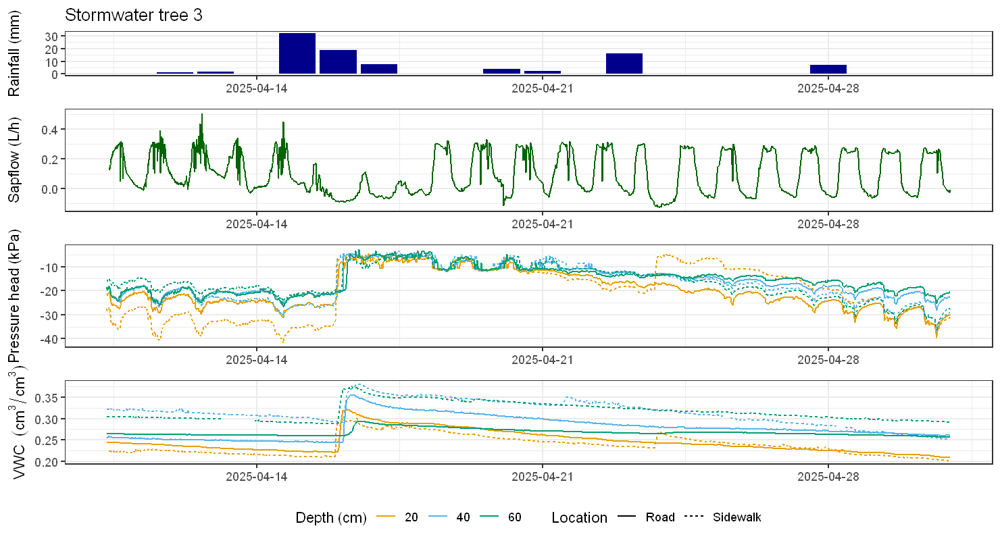 Stormwater tree 3
Rainfall (mm)
30
20
10
0
2025-04-14 2025-04-21 2025-04-28
Sapflow (L/h)
0.4
0.2
0.0
2025-04-14 2025-04-21 2025-04-28
Pressure head (kPa)
-10
-20
-30
-40
2025-04-14 2025-04-21 2025-04-28
VWC (cm³/cm³)
0.35
0.30
0.25
0.20
2025-04-14 2025-04-21 2025-04-28
Depth (cm) 20 40 60 Location Road Sidewalk